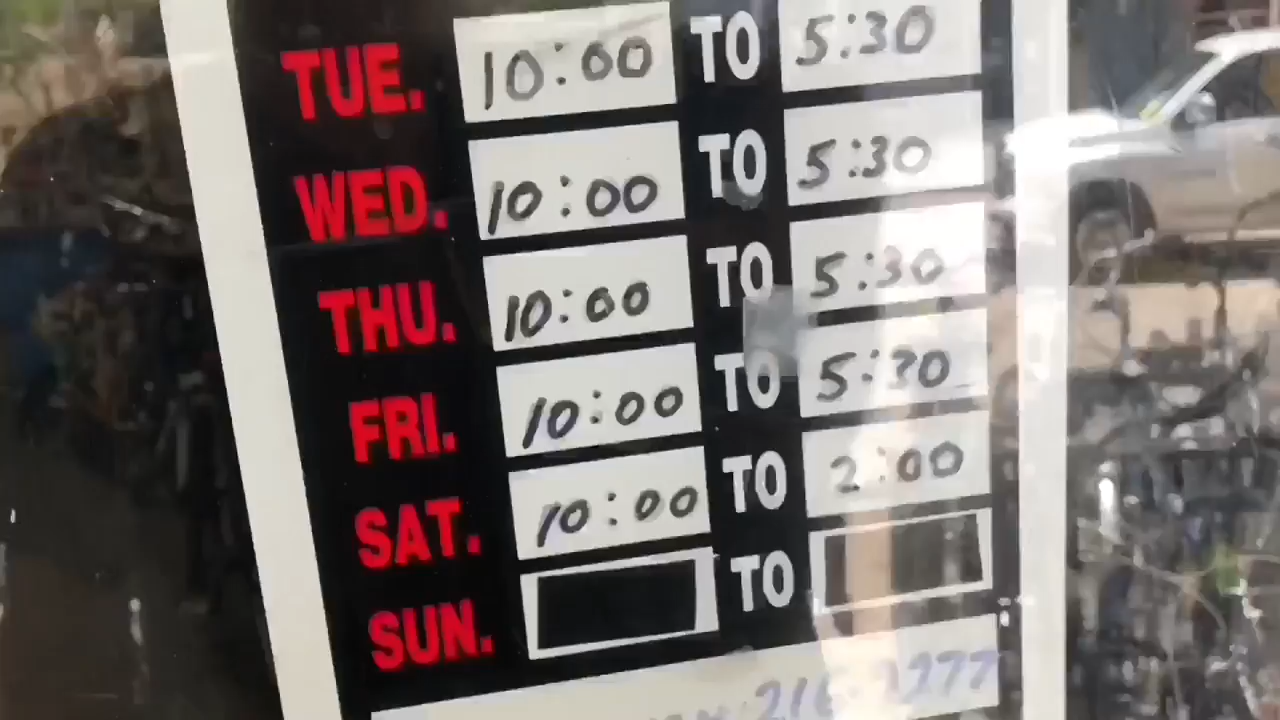 TUE. 10:00 TO 5:30
WED. 10:00 TO 5:30
THU. 10:00 TO 5:30
FRI. 10:00 TO 5:30
SAT. 10:00 TO 2:00
SUN. TO
216-